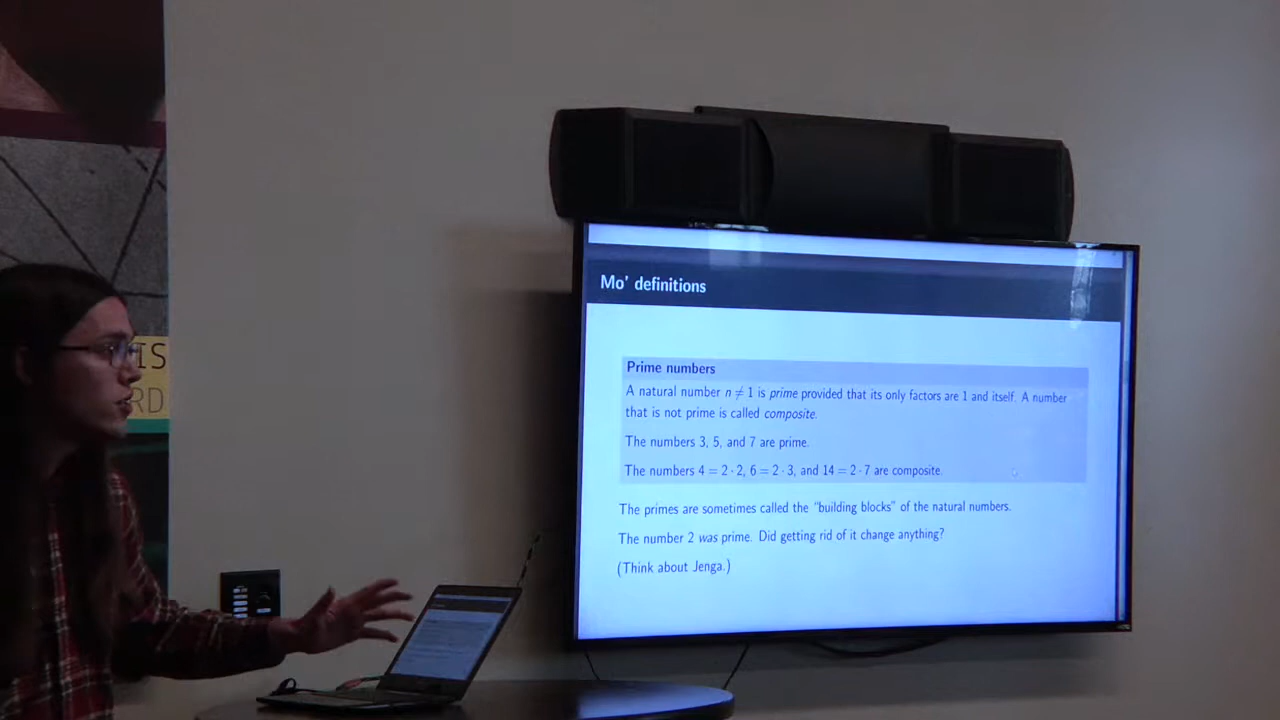 Mo' definitions
Prime numbers
A natural number n ≠ 1 is prime provided that its only factors are 1 and itself. A number
that is not prime is called composite.
The numbers 3, 5, and 7 are prime.
The numbers 4 = 2 · 2, 6 = 2 · 3, and 14 = 2 · 7 are composite.
The primes are sometimes called the “building blocks” of the natural numbers.
The number 2 was prime. Did getting rid of it change anything?
(Think about Jenga.)
IS
RD